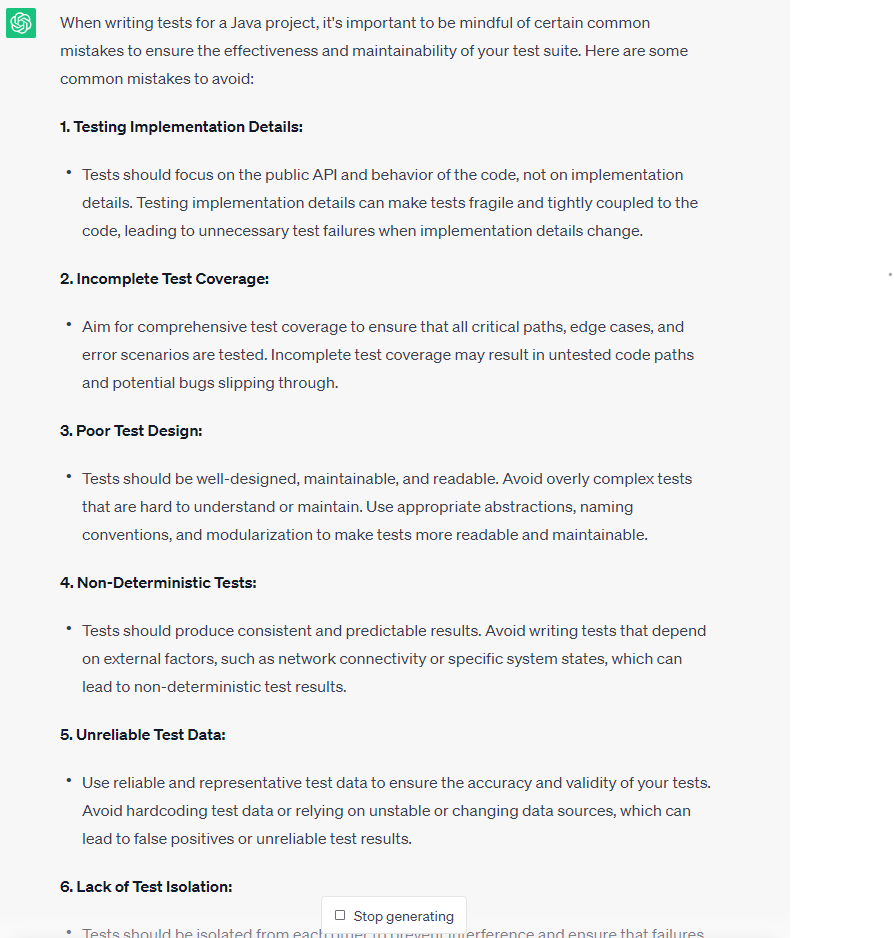 When writing tests for a Java project, it's important to be mindful of certain common
mistakes to ensure the effectiveness and maintainability of your test suite. Here are some
common mistakes to avoid:
1. Testing Implementation Details:
• Tests should focus on the public API and behavior of the code, not on implementation
details. Testing implementation details can make tests fragile and tightly coupled to the
code, leading to unnecessary test failures when implementation details change.
2. Incomplete Test Coverage:
• Aim for comprehensive test coverage to ensure that all critical paths, edge cases, and
error scenarios are tested. Incomplete test coverage may result in untested code paths
and potential bugs slipping through.
3. Poor Test Design:
• Tests should be well-designed, maintainable, and readable. Avoid overly complex tests
that are hard to understand or maintain. Use appropriate abstractions, naming
conventions, and modularization to make tests more readable and maintainable.
4. Non-Deterministic Tests:
• Tests should produce consistent and predictable results. Avoid writing tests that depend
on external factors, such as network connectivity or specific system states, which can
lead to non-deterministic test results.
5. Unreliable Test Data:
• Use reliable and representative test data to ensure the accuracy and validity of your tests.
Avoid hardcoding test data or relying on unstable or changing data sources, which can
lead to false positives or unreliable test results.
6. Lack of Test Isolation:
Stop generating
• Tests should be isolated from each other to prevent interference and ensure that failures